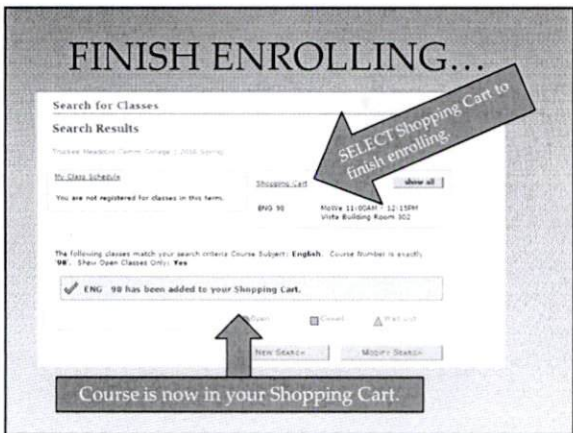 FINISH ENROLLING...
Search for Classes
Search Results
Truckee Meadows Comm College | 2016 Spring
My Class Schedule
You are not registered for classes in this term.
Shopping Cart
show all
ENG 98
MoWe 11:00AM - 12:15PM
Vista Building Room 302
SELECT Shopping Cart to
finish enrolling.
The following classes match your search criteria Course Subject: English, Course Number is exactly
'98', Show Open Classes Only: Yes
ENG 98 has been added to your Shopping Cart.
Open
Closed
Wait List
NEW SEARCH
MODIFY SEARCH
Course is now in your Shopping Cart.